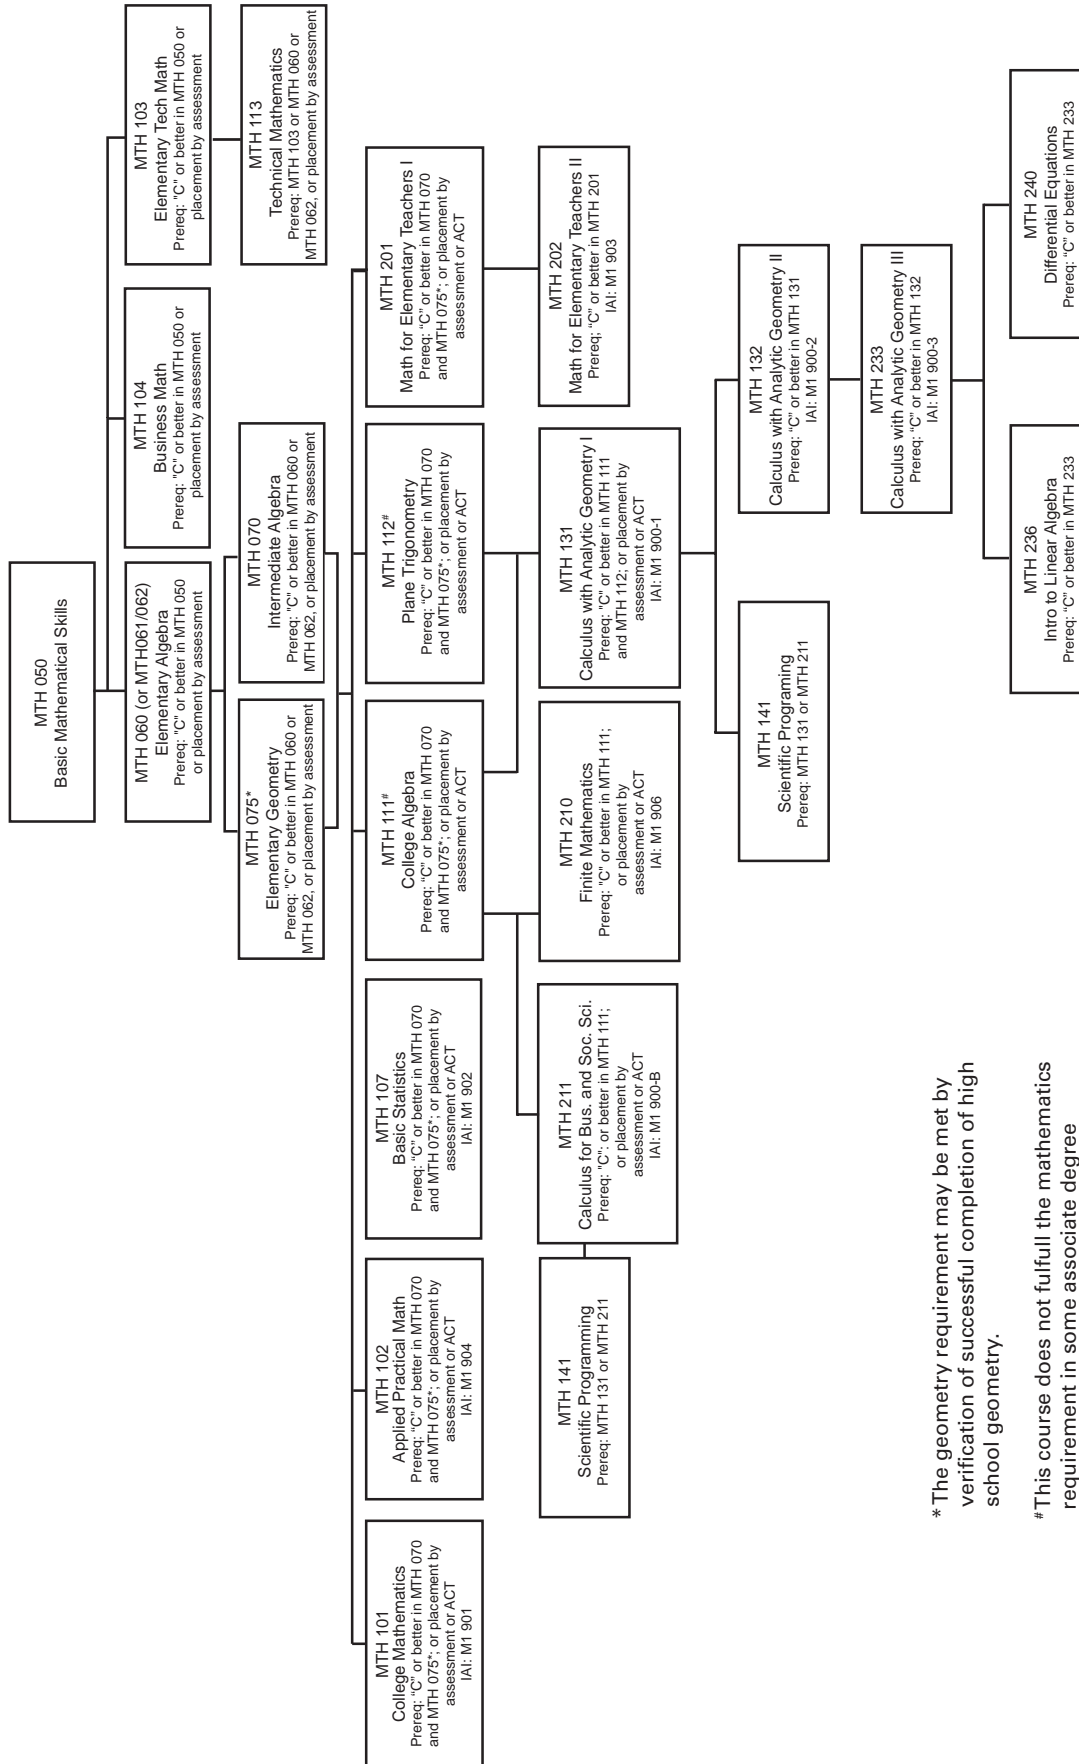 MTH 050
Basic Mathematical Skills
MTH 060 (or MTH061/062)
Elementary Algebra
Prereq: "C" or better in MTH 050
or placement by assessment
MTH 104
Business Math
Prereq: "C" or better in MTH 050 or
placement by assessment
MTH 103
Elementary Tech Math
Prereq: "C" or better in MTH 050 or
placement by assessment
MTH 075*
Elementary Geometry
Prereq: "C" or better in MTH 060 or
MTH 062, or placement by assessment
MTH 070
Intermediate Algebra
Prereq: "C" or better in MTH 060 or
MTH 062, or placement by assessment
MTH 113
Technical Mathematics
Prereq: MTH 103 or MTH 060 or
MTH 062, or placement by assessment
MTH 101
College Mathematics
Prereq: "C" or better in MTH 070
and MTH 075*; or placement by
assessment or ACT
IAI: M1 901
MTH 102
Applied Practical Math
Prereq: "C" or better in MTH 070
and MTH 075*; or placement by
assessment or ACT
IAI: M1 904
MTH 107
Basic Statistics
Prereq: "C" or better in MTH 070
and MTH 075*; or placement by
assessment or ACT
IAI: M1 902
MTH 111#
College Algebra
Prereq: "C" or better in MTH 070
and MTH 075*; or placement by
assessment or ACT
MTH 112#
Plane Trigonometry
Prereq: "C" or better in MTH 070
and MTH 075*; or placement by
assessment or ACT
MTH 201
Math for Elementary Teachers I
Prereq: "C" or better in MTH 070
and MTH 075*; or placement by
assessment or ACT
MTH 141
Scientific Programming
Prereq: MTH 131 or MTH 211
MTH 211
Calculus for Bus. and Soc. Sci.
Prereq: "C": or better in MTH 111;
or placement by
assessment or ACT
IAI: M1 900-B
MTH 210
Finite Mathematics
Prereq: "C" or better in MTH 111;
or placement by
assessment or ACT
IAI: M1 906
MTH 131
Calculus with Analytic Geometry I
Prereq: "C" or better in MTH 111
and MTH 112; or placement by
assessment or ACT
IAI: M1 900-1
MTH 202
Math for Elementary Teachers II
Prereq; "C" or better in MTH 201
IAI: M1 903
MTH 141
Scientific Programing
Prereq: MTH 131 or MTH 211
MTH 132
Calculus with Analytic Geometry II
Prereq: "C" or better in MTH 131
IAI: M1 900-2
MTH 233
Calculus with Analytic Geometry III
Prereq: "C" or better in MTH 132
IAI: M1 900-3
MTH 236
Intro to Linear Algebra
Prereq: "C" or better in MTH 233
MTH 240
Differential Equations
Prereq: "C" or better in MTH 233
*The geometry requirement may be met by
verification of successful completion of high
school geometry.
#This course does not fulfull the mathematics
requirement in some associate degree